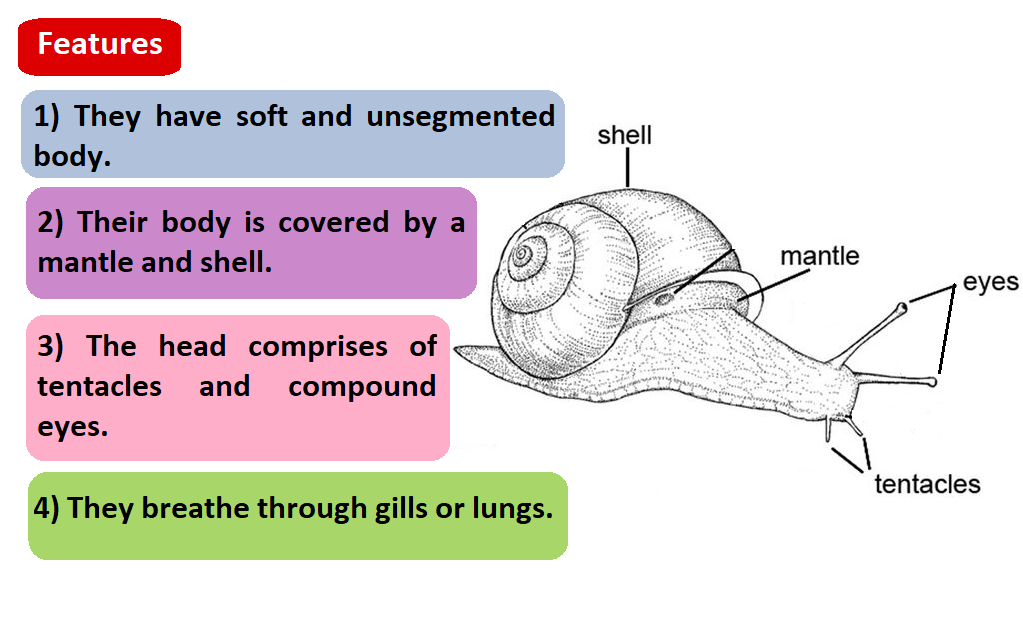 Features
1) They have soft and unsegmented
body.
2) Their body is covered by a
mantle and shell.
3) The head comprises of
tentacles and compound
eyes.
4) They breathe through gills or lungs.
shell
mantle
eyes
tentacles